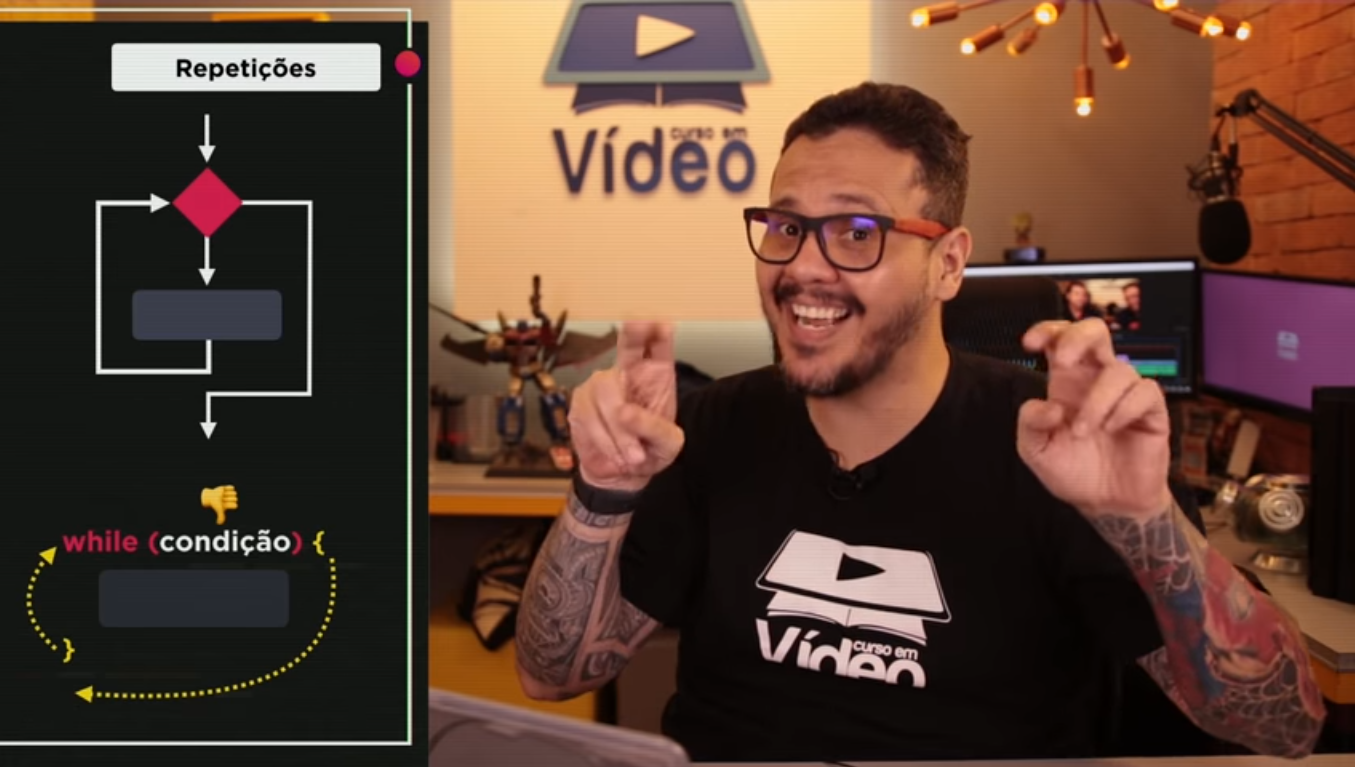 Repetições
while (condição) {
}
curso em
Vídeo
curso em
Vídeo